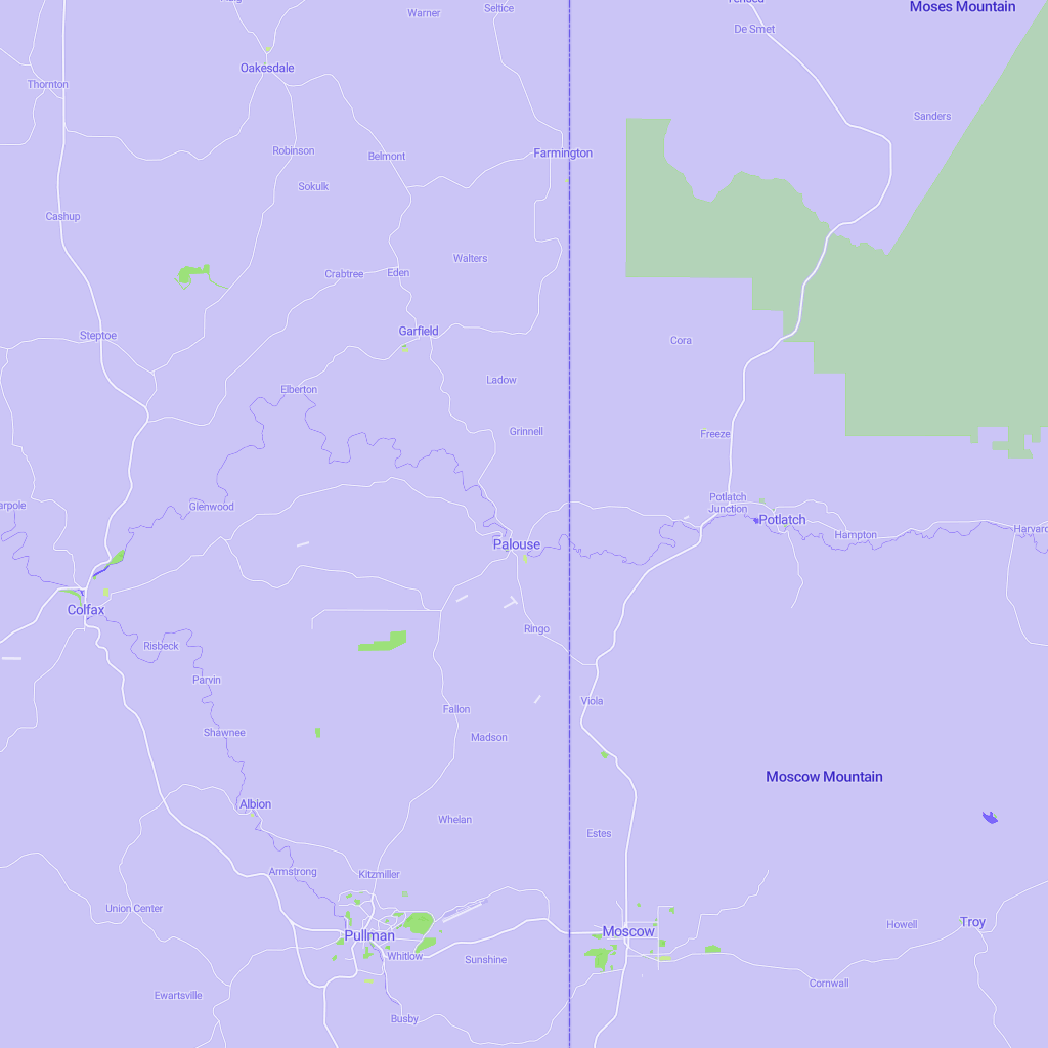 Warner
Seltice
Moses Mountain
De Smet
Oakesdale
Thornton
Sanders
Robinson
Belmont
Farmington
Sokulk
Cashup
Walters
Crabtree
Eden
Garfield
Steptoe
Cora
Ladow
Elberton
Grinnell
Freeze
Potlatch
Junction
Glenwood
Potlatch
Hampton
Palouse
Colfax
Ringo
Risbeck
Parvin
Viola
Fallon
Shawnee
Madson
Moscow Mountain
Albion
Whelan
Estes
Armstrong
Kitzmiller
Union Center
Howell
Troy
Moscow
Pullman
Whitlow
Sunshine
Cornwall
Ewartsville
Busby